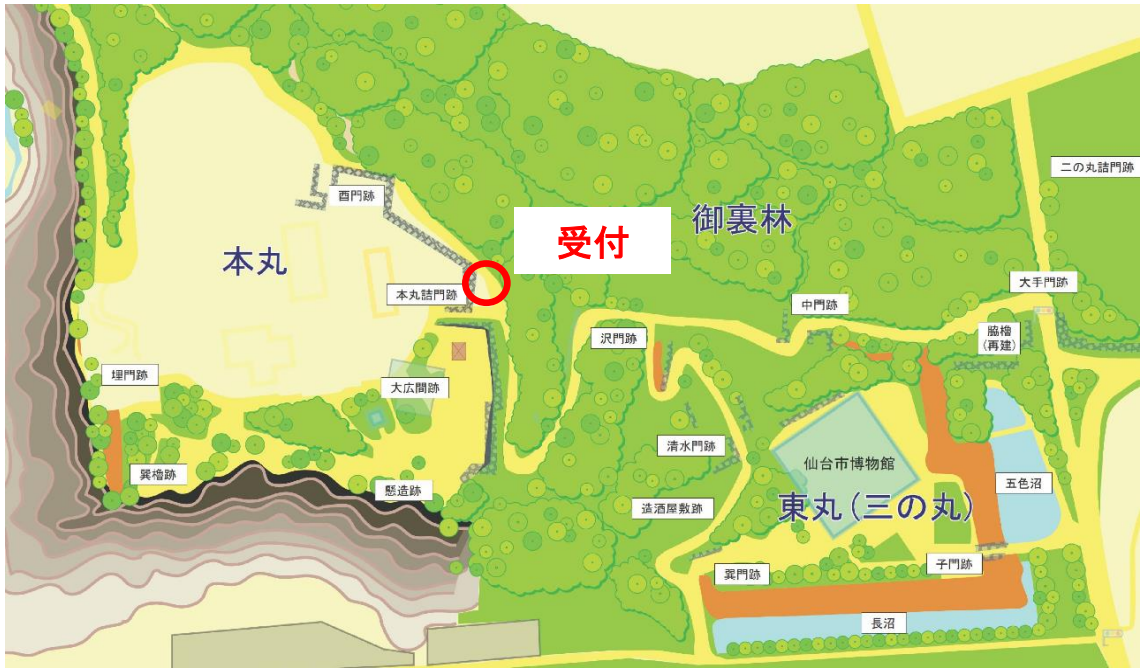 二の丸詰門跡
酉門跡
御裏林
受付
本丸
大手門跡
本丸詰門跡
中門跡
脇櫓
(再建)
沢門跡
埋門跡
大広間跡
清水門跡
仙台市博物館
巽櫓跡
懸造跡
五色沼
造酒屋敷跡
東丸(三の丸)
子門跡
巽門跡
長沼